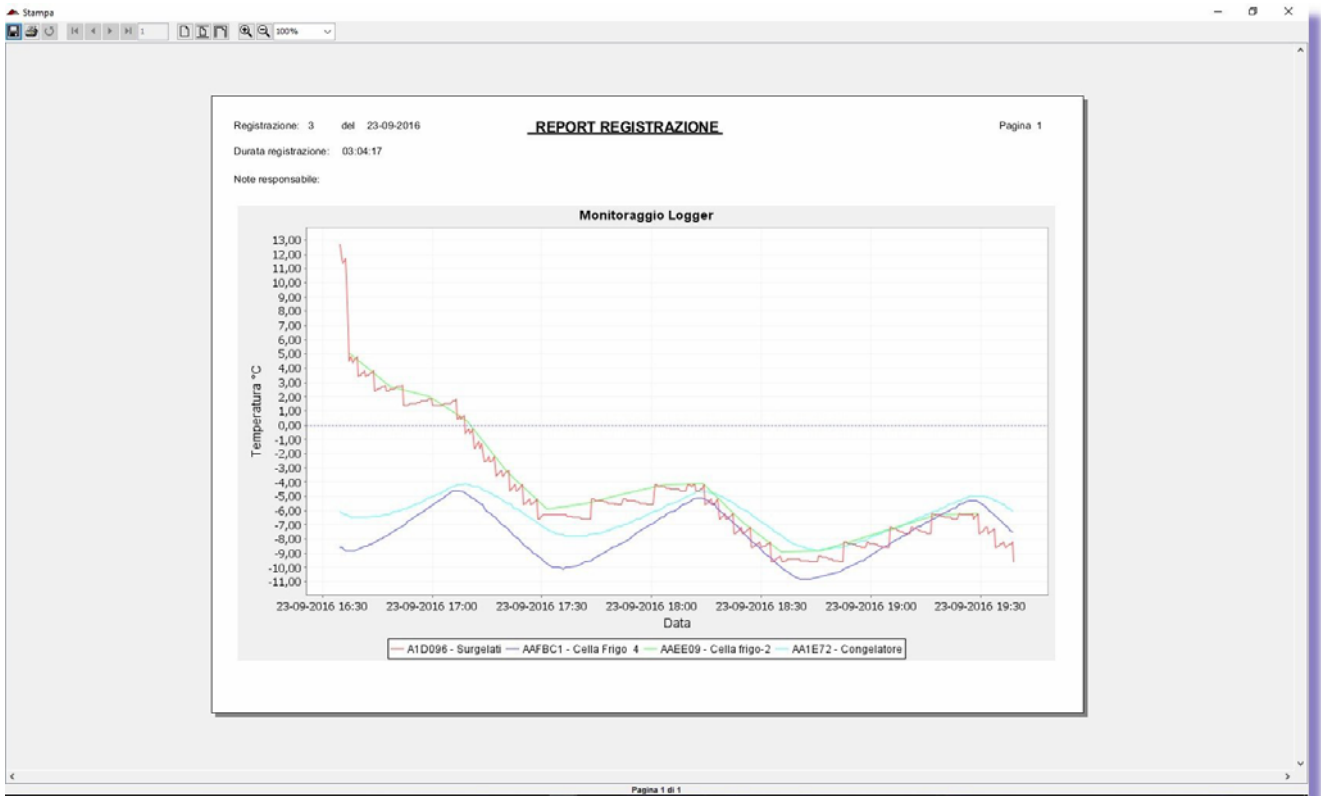 Stampa
1
100%
Registrazione: 3 del 23-09-2016 REPORT REGISTRAZIONE Pagina 1
Durata registrazione: 03:04:17
Note responsabile:
Monitoraggio Logger
Temperatura °C
13,00
12,00
11,00
10,00
9,00
8,00
7,00
6,00
5,00
4,00
3,00
2,00
1,00
0,00
-1,00
-2,00
-3,00
-4,00
-5,00
-6,00
-7,00
-8,00
-9,00
-10,00
-11,00
23-09-2016 16:30 23-09-2016 17:00 23-09-2016 17:30 23-09-2016 18:00 23-09-2016 18:30 23-09-2016 19:00 23-09-2016 19:30
Data
A1D096 - Surgelati AAFBC1 - Cella Frigo 4 AAEE09 - Cella frigo-2 AA1E72 - Congelatore
Pagina 1 di 1